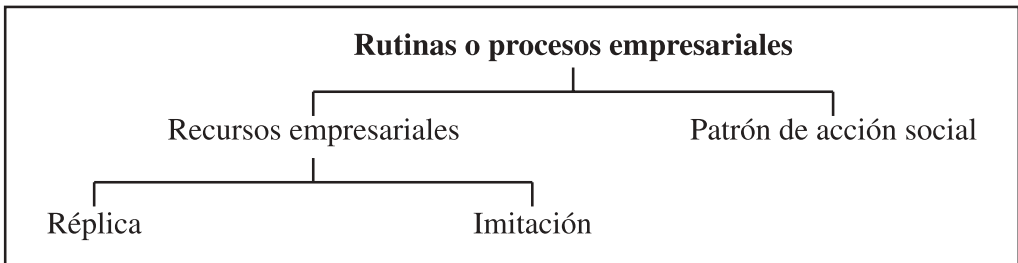 Rutinas o procesos empresariales
Recursos empresariales Patrón de acción social
Réplica Imitación